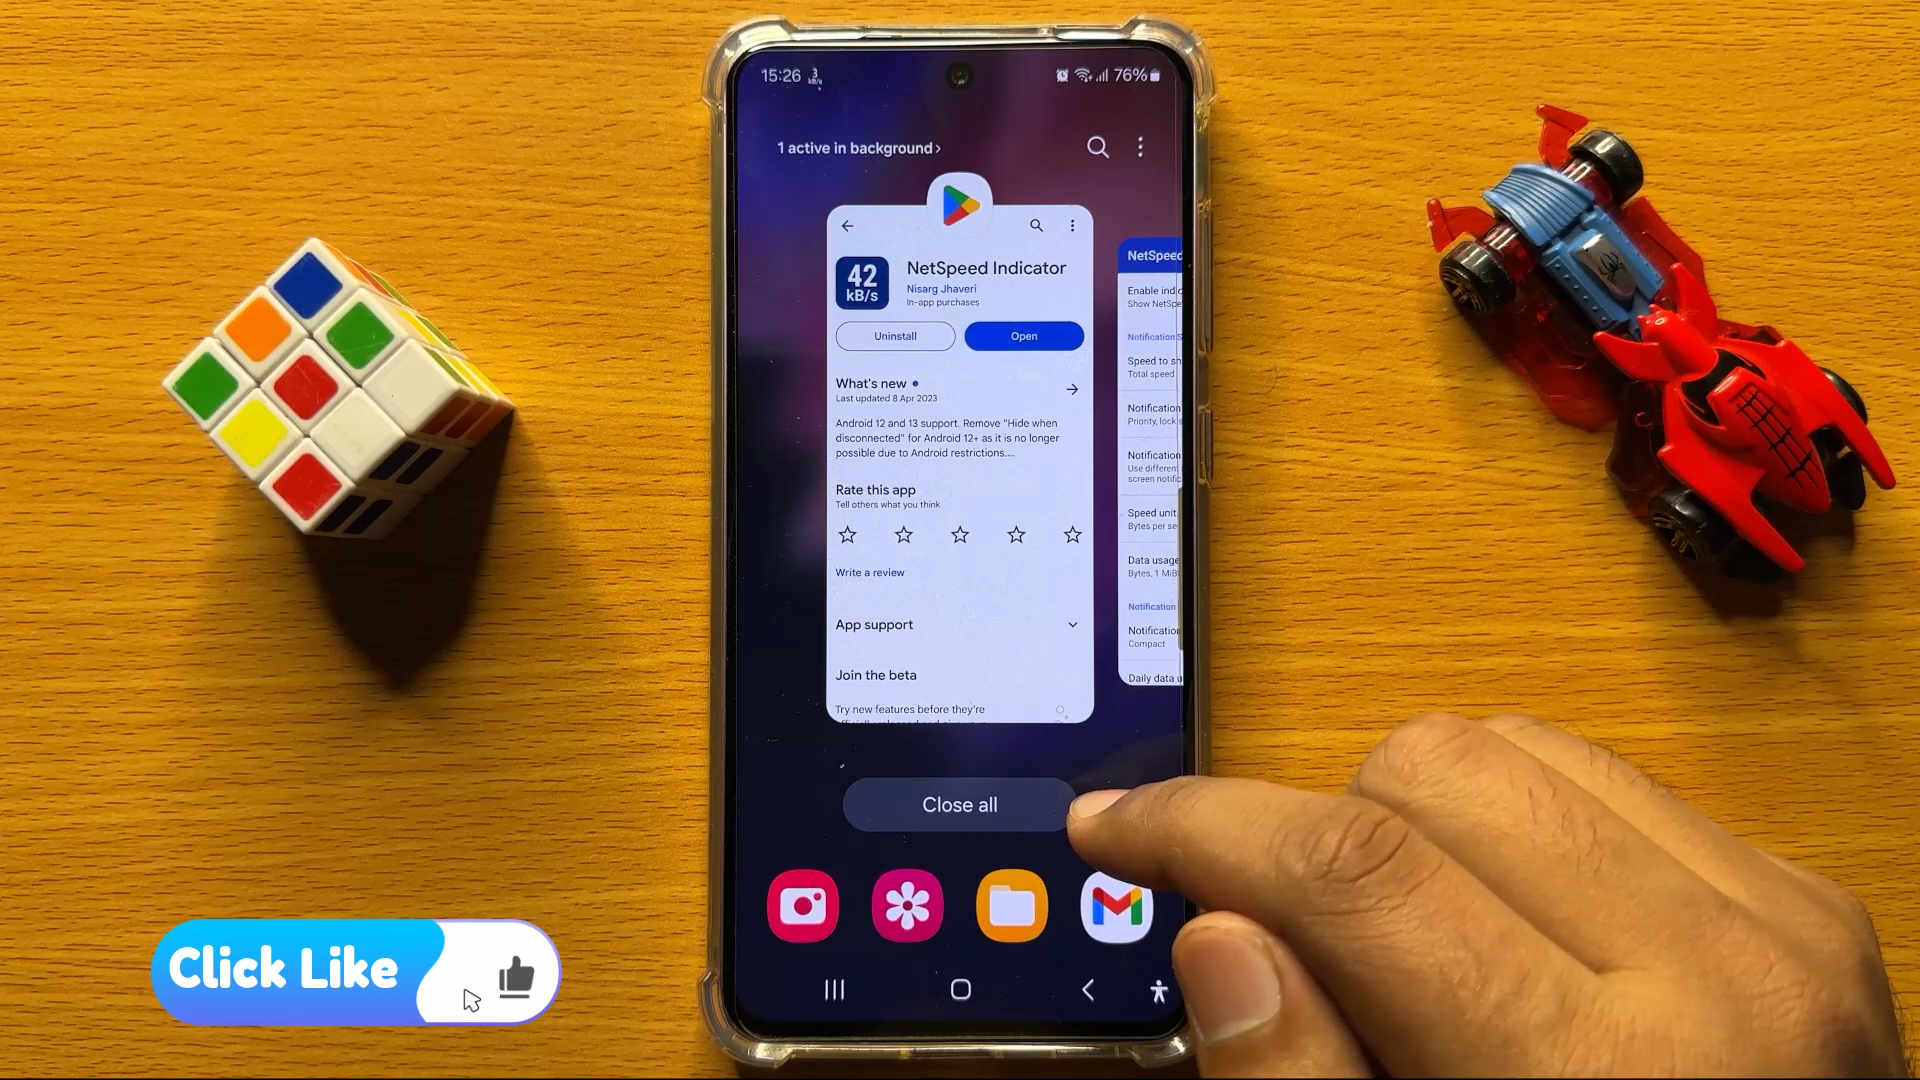 15:26 3 kB/s 76%
1 active in background >
NetSpeed Indicator
42 kB/s
Nisarg Jhaveri
In-app purchases
Uninstall
Open
What's new
Last updated 8 Apr 2023
Android 12 and 13 support. Remove "Hide when
disconnected" for Android 12+ as it is no longer
possible due to Android restrictions....
Rate this app
Tell others what you think
Write a review
App support
Join the beta
Try new features before they're
NetSpeed
Enable indi
Show NetSpe
Notification S
Speed to sh
Total speed
Notification
Priority, lock s
Notification
Use different
screen notific
Speed unit
Bytes per se
Data usage
Bytes, 1 MiB
Notification
Notification
Compact
Daily data u
Close all
Click Like